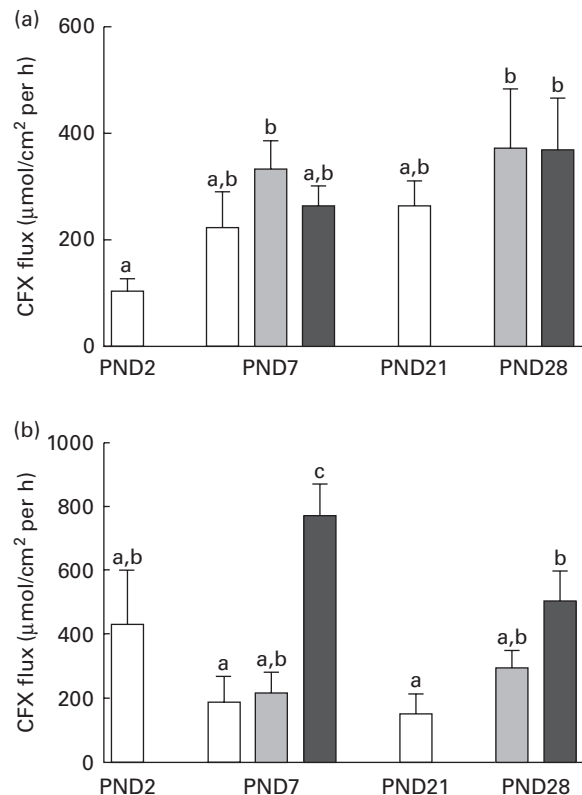 (a)
600
400
200
0
CFX flux (μmol/cm² per h)
a
a,b
b
a,b
a,b
b
b
PND2 PND7 PND21 PND28
(b)
1000
800
600
400
200
0
CFX flux (μmol/cm² per h)
a,b
a
a,b
c
a
a,b
b
PND2 PND7 PND21 PND28